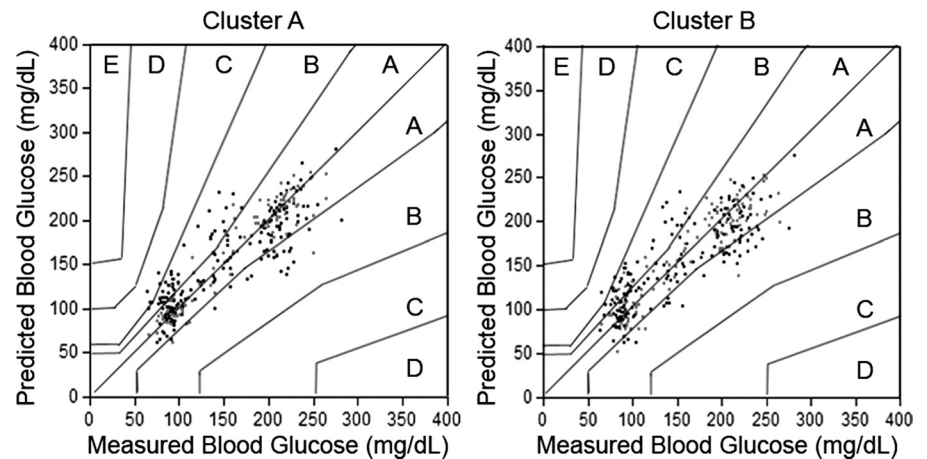 Cluster A
Predicted Blood Glucose (mg/dL)
400
350
300
250
200
150
100
50
0
E D C B A
A
B
C
D
0 50 100 150 200 250 300 350 400
Measured Blood Glucose (mg/dL)
Cluster B
Predicted Blood Glucose (mg/dL)
400
350
300
250
200
150
100
50
0
E D C B A
A
B
C
D
0 50 100 150 200 250 300 350 400
Measured Blood Glucose (mg/dL)